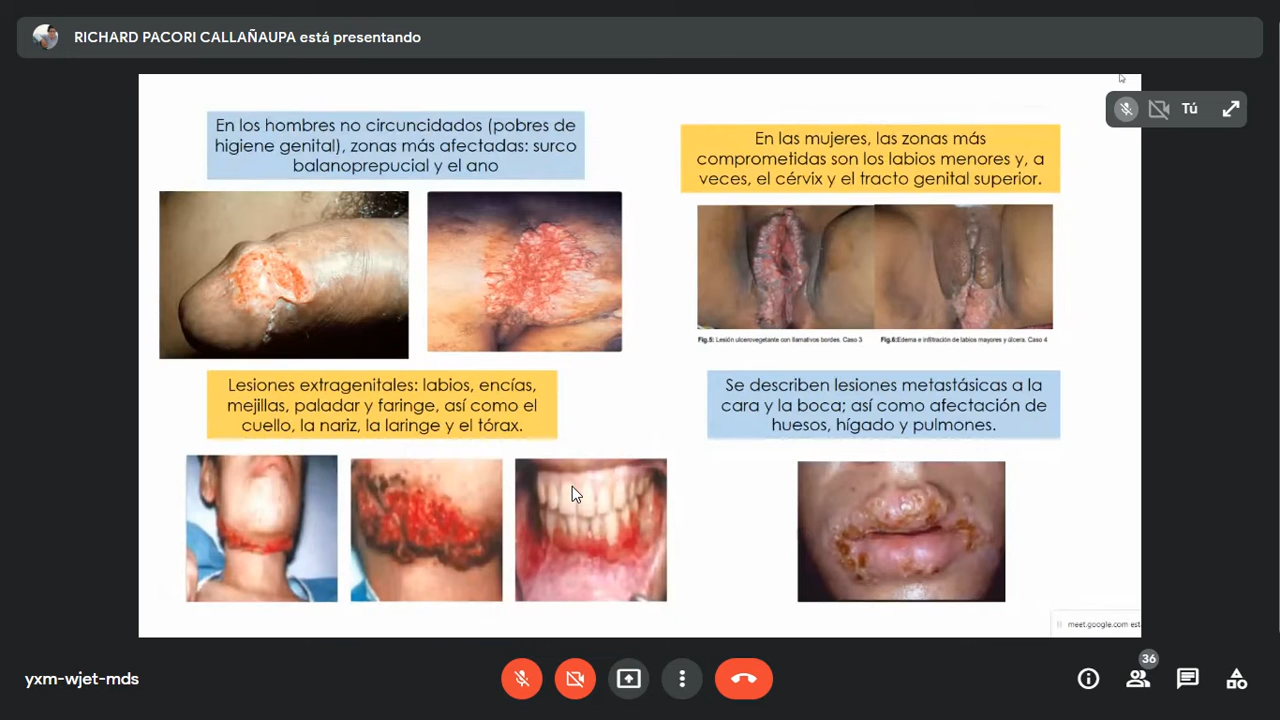 RICHARD PACORI CALLAÑAUPA está presentando
Tú
En los hombres no circuncidados (pobres de
higiene genital), zonas más afectadas: surco
balanoprepucial y el ano
En las mujeres, las zonas más
comprometidas son los labios menores y, a
veces, el cérvix y el tracto genital superior.
Fig.5: Lesión ulcerovegetante con llamativos bordes. Caso 3
Fig.6:Edema e infiltración de labios mayores y úlcera. Caso 4
Lesiones extragenitales: labios, encías,
mejillas, paladar y faringe, así como el
cuello, la nariz, la laringe y el tórax.
Se describen lesiones metastásicas a la
cara y la boca; así como afectación de
huesos, hígado y pulmones.
meet.google.com est
yxm-wjet-mds
36